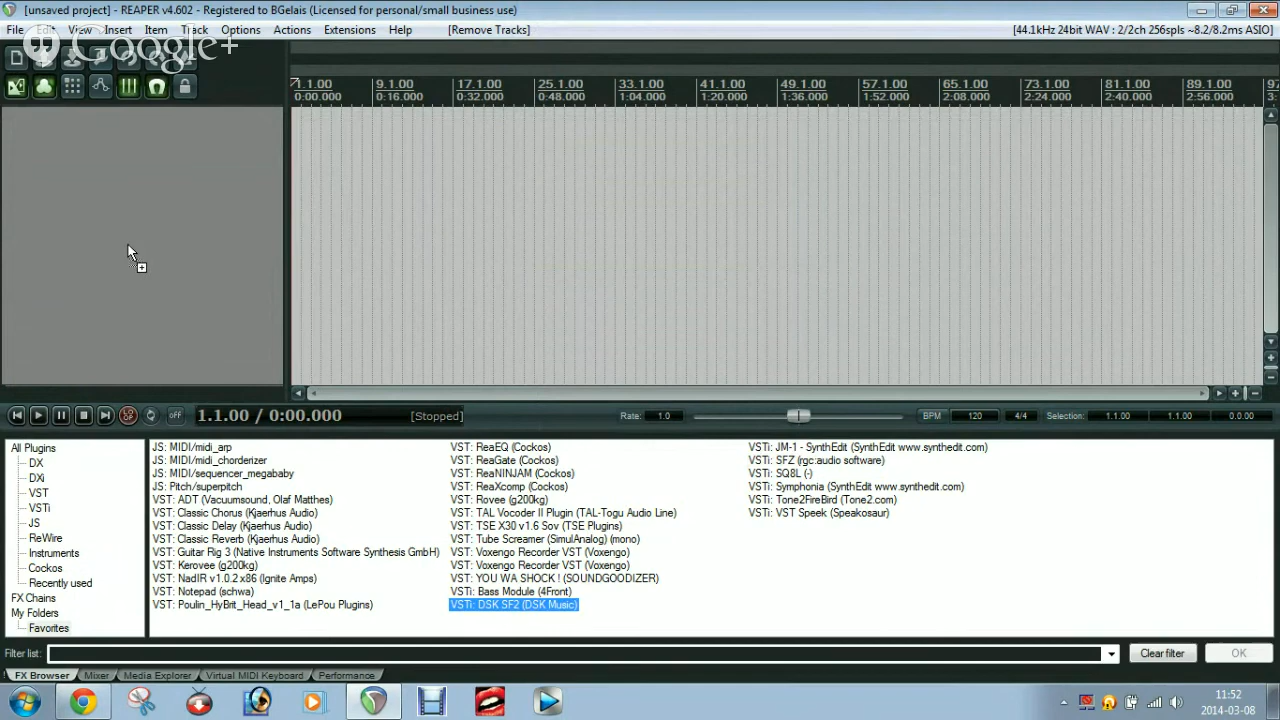 [unsaved project] - REAPER v4.602 - Registered to BGelais (Licensed for personal/small business use)
File Edit View Insert Item Track Options Actions Extensions Help [Remove Tracks] [44.1kHz 24bit WAV : 2/2ch 256spls ~8.2/8.2ms ASIO]
Google+
1.1.00 9.1.00 17.1.00 25.1.00 33.1.00 41.1.00 49.1.00 57.1.00 65.1.00 73.1.00 81.1.00 89.1.00 97
0:00.000 0:16.000 0:32.000 0:48.000 1:04.000 1:20.000 1:36.000 1:52.000 2:08.000 2:24.000 2:40.000 2:56.000 3:
OFF 1.1.00 / 0:00.000 [Stopped] Rate: 1.0 BPM 120 4/4 Selection: 1.1.00 1.1.00 0.0.00
All Plugins
DX
DXi
VST
VSTi
JS
ReWire
Instruments
Cockos
Recently used
FX Chains
My Folders
Favorites
JS: MIDI/midi_arp
JS: MIDI/midi_chorderizer
JS: MIDI/sequencer_megababy
JS: Pitch/superpitch
VST: ADT (Vacuumsound, Olaf Matthes)
VST: Classic Chorus (Kjaerhus Audio)
VST: Classic Delay (Kjaerhus Audio)
VST: Classic Reverb (Kjaerhus Audio)
VST: Guitar Rig 3 (Native Instruments Software Synthesis GmbH)
VST: Kerovee (g200kg)
VST: NadIR v1.0.2 x86 (Ignite Amps)
VST: Notepad (schwa)
VST: Poulin_HyBrit_Head_v1_1a (LePou Plugins)
VST: ReaEQ (Cockos)
VST: ReaGate (Cockos)
VST: ReaNINJAM (Cockos)
VST: ReaXcomp (Cockos)
VST: Rovee (g200kg)
VST: TAL Vocoder II Plugin (TAL-Togu Audio Line)
VST: TSE X30 v1.6 Sov (TSE Plugins)
VST: Tube Screamer (SimulAnalog) (mono)
VST: Voxengo Recorder VST (Voxengo)
VST: Voxengo Recorder VST (Voxengo)
VST: YOU WA SHOCK ! (SOUNDGOODIZER)
VSTi: Bass Module (4Front)
VSTi: DSK SF2 (DSK Music)
VSTi: JM-1 - SynthEdit (SynthEdit www.synthedit.com)
VSTi: SFZ (rgc:audio software)
VSTi: SQ8L (-)
VSTi: Symphonia (SynthEdit www.synthedit.com)
VSTi: Tone2FireBird (Tone2.com)
VSTi: VST Speek (Speakosaur)
Filter list: Clear filter OK
FX Browser Mixer Media Explorer Virtual MIDI Keyboard Performance
11:52
2014-03-08